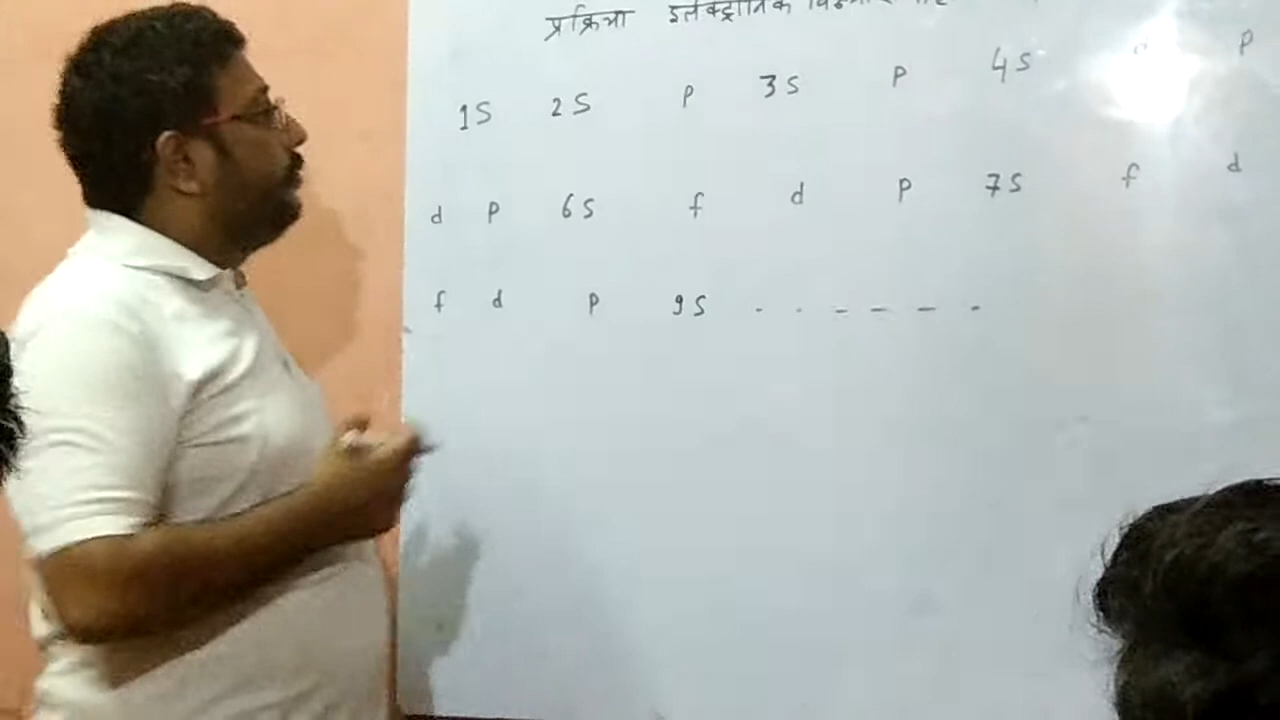 प्रक्रिया इलेक्ट्रॉनिक
1S 2S P 3S P 4S P
d P 6S f d P 7S f d
f d P 9S . . - - - .